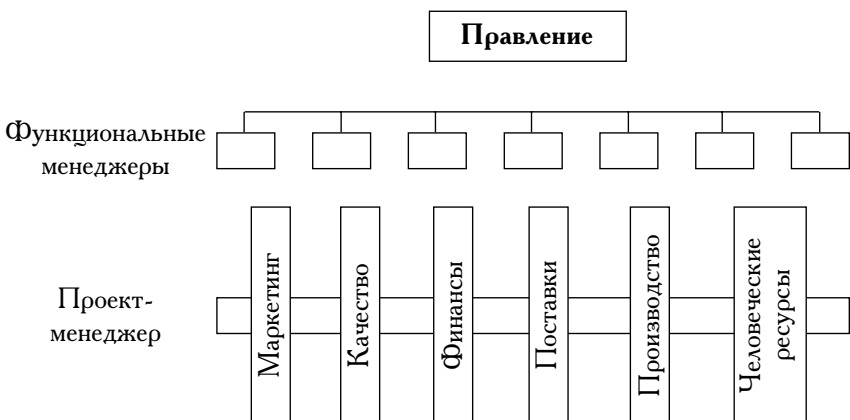 Правление
Функциональные
менеджеры
Проект-
менеджер
Маркетинг
Качество
Финансы
Поставки
Производство
Человеческие
ресурсы